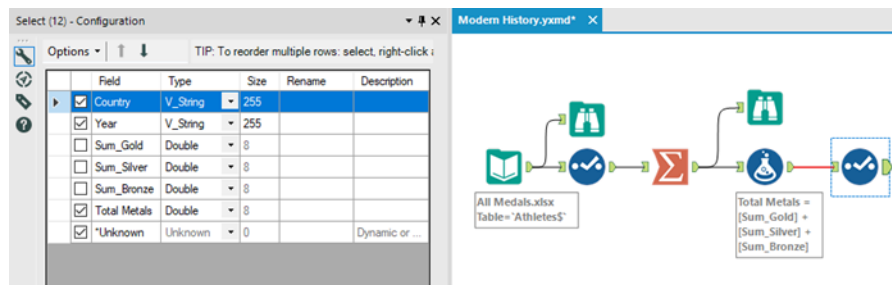 Select (12) - Configuration
Options
TIP: To reorder multiple rows: select, right-click a
Field Type Size Rename Description
Country V_String 255
Year V_String 255
Sum_Gold Double 8
Sum_Silver Double 8
Sum_Bronze Double 8
Total Metals Double 8
*Unknown Unknown 0 Dynamic or ...
Modern History.yxmd*
All Medals.xlsx
Table=`Athletes$`
Total Metals =
[Sum_Gold] +
[Sum_Silver] +
[Sum_Bronze]